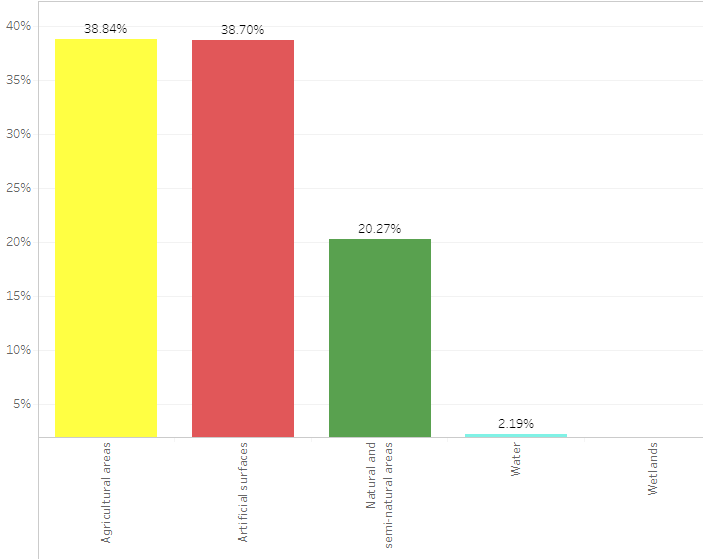 40%
35%
30%
25%
20%
15%
10%
5%
38.84%
38.70%
20.27%
2.19%
Agricultural areas
Artificial surfaces
Natural and
semi-natural areas
Water
Wetlands